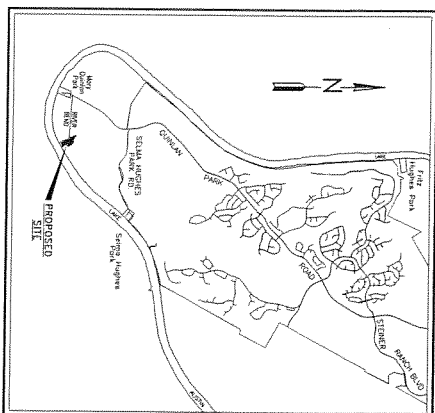 N
Fritz
Hughes Park
LAKE
Mary
Quinlan
Park
RIVER
BEND
SELMA HUGHES
PARK RD
QUINLAN
PARK
ROAD
STEINER
RANCH BLVD
LAKE
Selma Hughes
Park
AUSTIN
PROPOSED
SITE